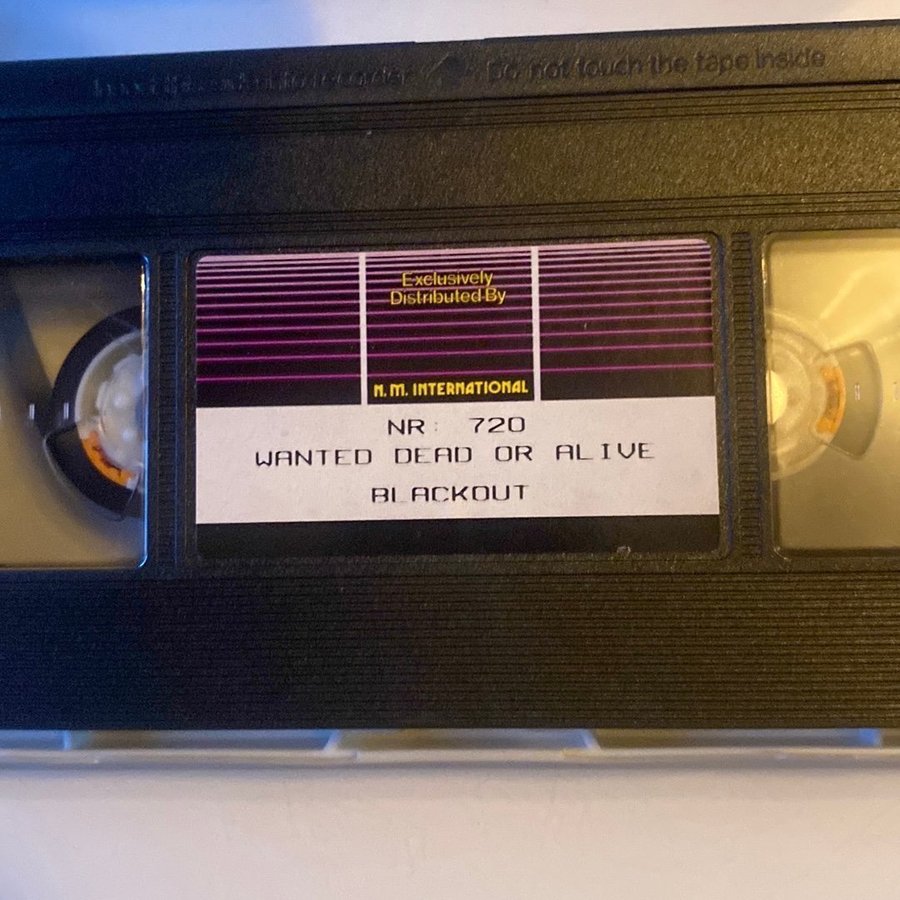 Do not touch the tape inside
Exclusively
Distributed By
N. M. INTERNATIONAL
NR: 720
WANTED DEAD OR ALIVE
BLACKOUT